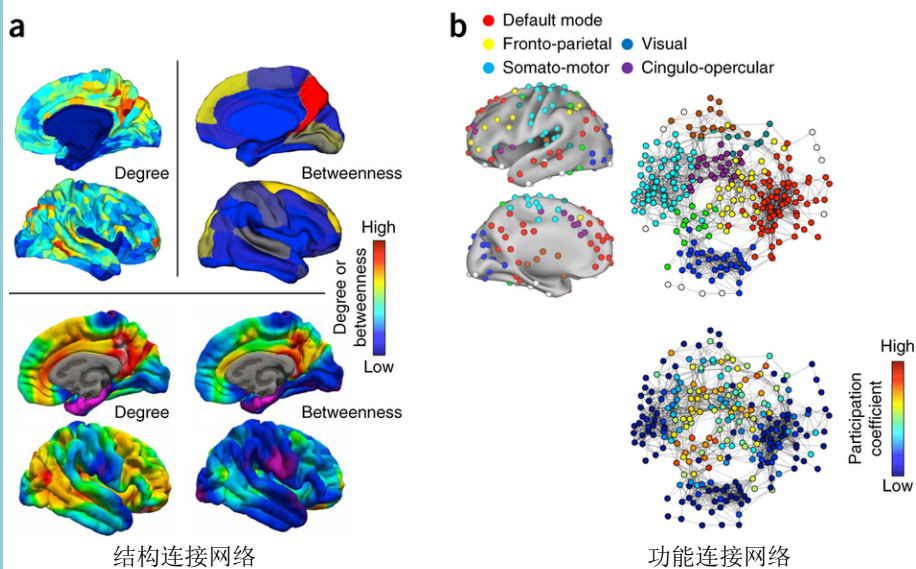 a
Degree
Betweenness
High
Degree or
betweenness
Low
Degree
Betweenness
结构连接网络
b
Default mode
Fronto-parietal
Visual
Somato-motor
Cingulo-opercular
High
Participation
coefficient
Low
功能连接网络